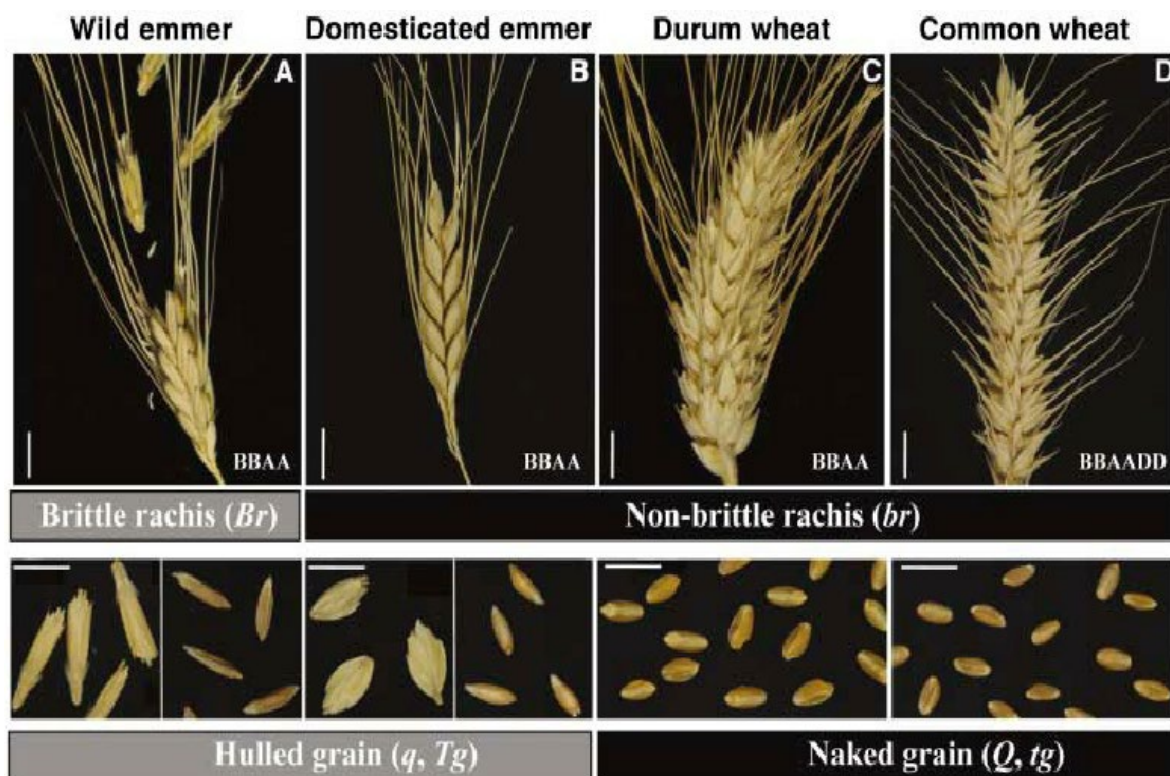 Wild emmer
Domesticated emmer
Durum wheat
Common wheat
A
B
C
D
BBAA
BBAA
BBAA
BBAADD
Brittle rachis (Br)
Non-brittle rachis (br)
Hulled grain (q, Tg)
Naked grain (Q, tg)